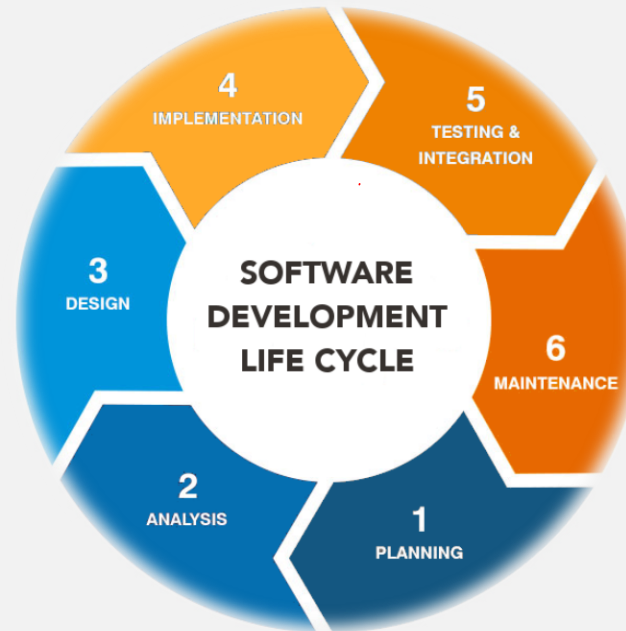 SOFTWARE
DEVELOPMENT
LIFE CYCLE
1
PLANNING
2
ANALYSIS
3
DESIGN
4
IMPLEMENTATION
5
TESTING &
INTEGRATION
6
MAINTENANCE